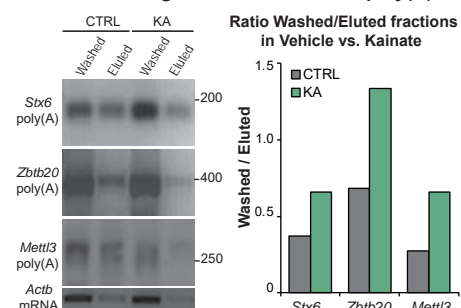 CTRL KA
Washed Eluted Washed Eluted
Stx6
poly(A)
-200
Zbtb20
poly(A)
-400
Mettl3
poly(A)
-250
Actb
mRNA
Ratio Washed/Eluted fractions
in Vehicle vs. Kainate
CTRL
KA
Washed / Eluted
1.5
1.0
0.5
0
Stx6 Zbtb20 Mettl3